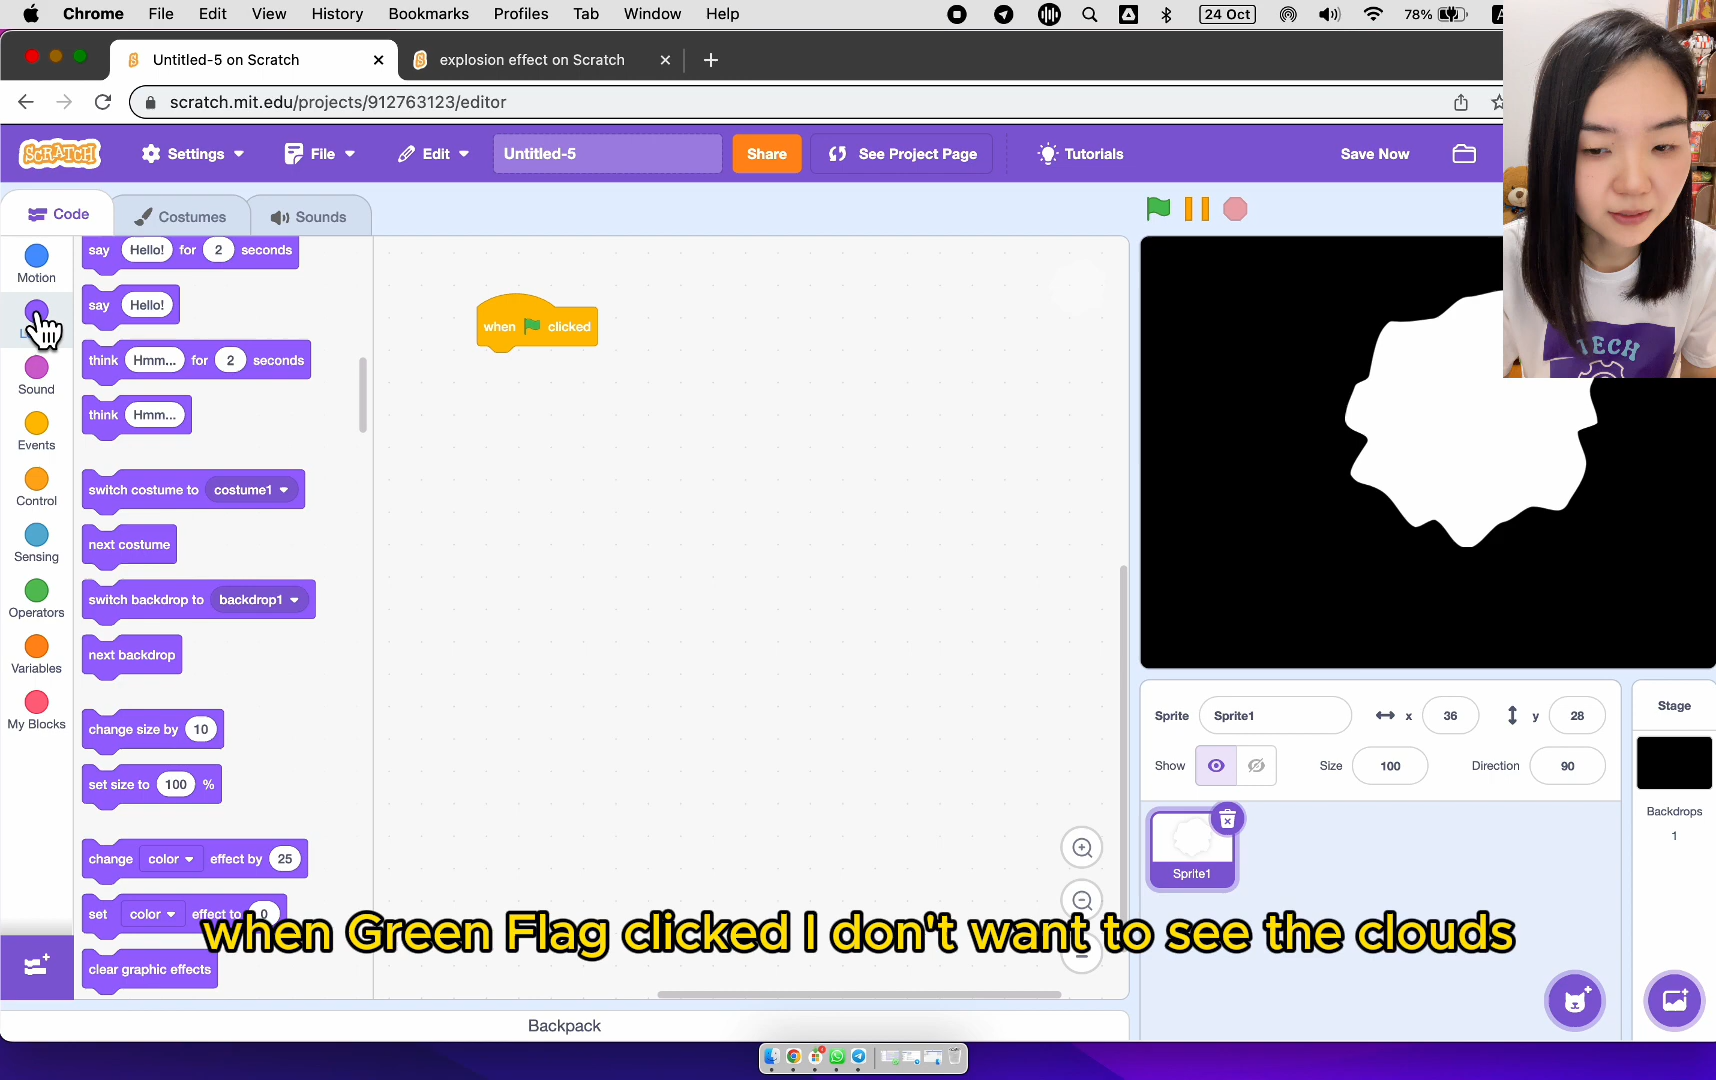 Chrome File Edit View History Bookmarks Profiles Tab Window Help 24 Oct 78%
Untitled-5 on Scratch explosion effect on Scratch
scratch.mit.edu/projects/912763123/editor
SCRATCH Settings File Edit Untitled-5 Share See Project Page Tutorials Save Now
Code Costumes Sounds
Motion
Sound
Events
Control
Sensing
Operators
Variables
My Blocks
say Hello! for 2 seconds
say Hello!
think Hmm... for 2 seconds
think Hmm...
switch costume to costume1
next costume
switch backdrop to backdrop1
next backdrop
change size by 10
set size to 100 %
change color effect by 25
set color effect to 0
clear graphic effects
when clicked
Backpack
TECH
Sprite Sprite1 x 36 y 28
Show Size 100 Direction 90
Sprite1
Stage
Backdrops
1
when Green Flag clicked I don't want to see the clouds